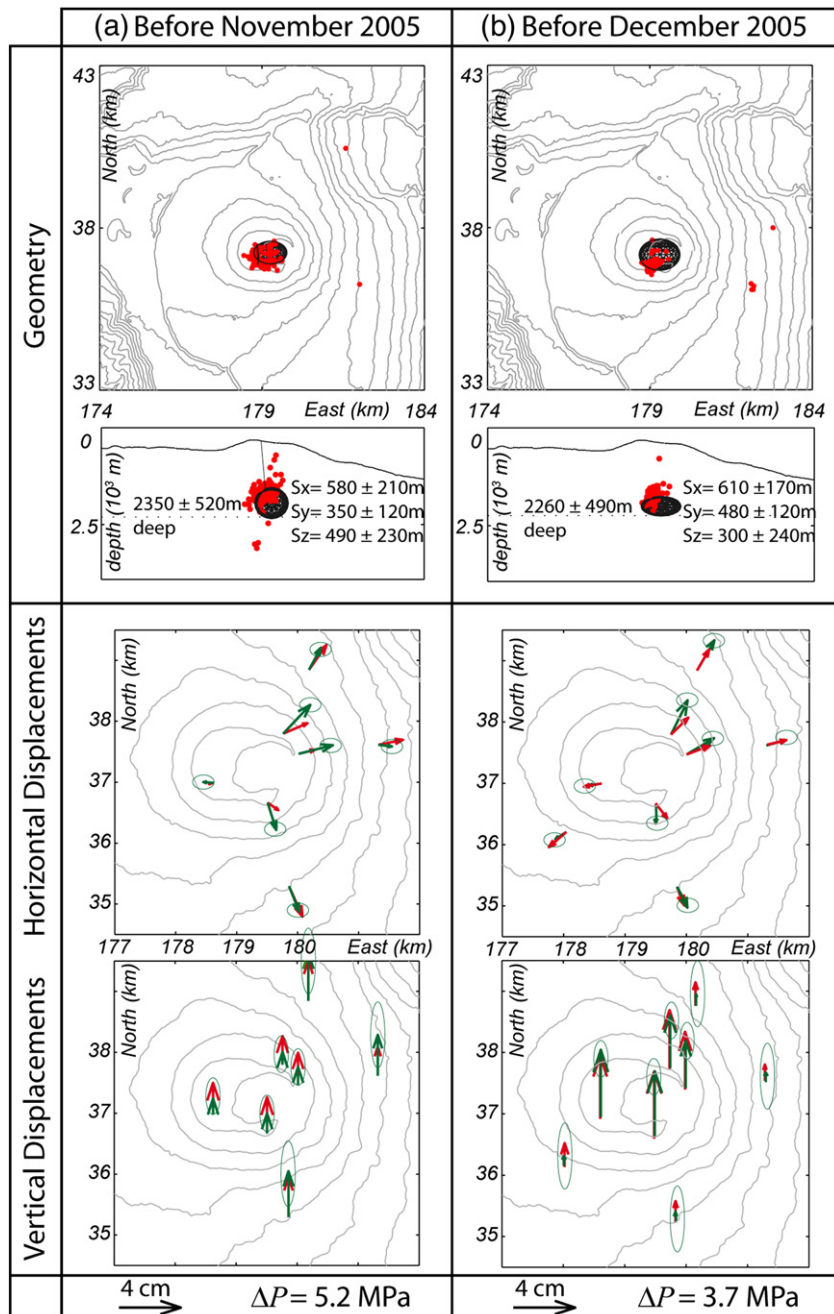 (a) Before November 2005
(b) Before December 2005
Geometry
43
North (km)
38
33
174
179
East (km)
184
43
North (km)
38
33
174
179
East (km)
184
0
depth (10³ m)
2.5
2350 ± 520m
deep
Sx= 580 ± 210m
Sy= 350 ± 120m
Sz= 490 ± 230m
0
depth (10³ m)
2.5
2260 ± 490m
deep
Sx= 610 ±170m
Sy= 480 ± 120m
Sz= 300 ± 240m
Horizontal Displacements
North (km)
38
37
36
35
177
178
179
180
East (km)
North (km)
38
37
36
35
177
178
179
180
East (km)
Vertical Displacements
North (km)
38
37
36
35
North (km)
38
37
36
35
4 cm
ΔP = 5.2 MPa
4 cm
ΔP = 3.7 MPa